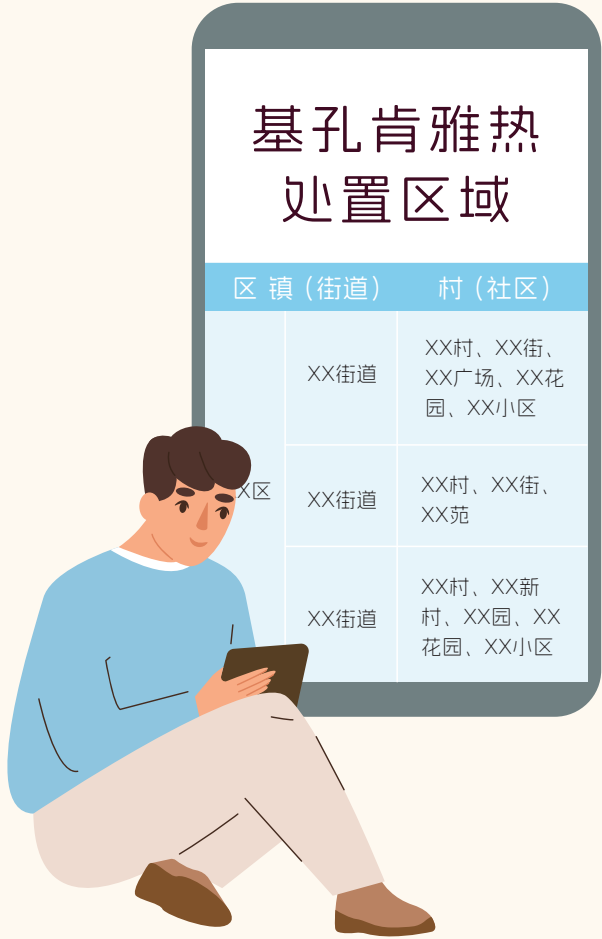 基孔肯雅热
处置区域
区 镇（街道） 村（社区）
XX街道
XX村、XX街、
XX广场、XX花
园、XX小区
X区
XX街道
XX村、XX街、
XX范
XX街道
XX村、XX新
村、XX园、XX
花园、XX小区